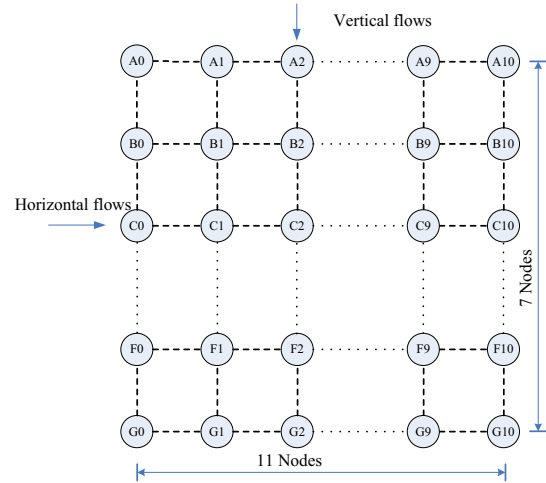 Vertical flows
A0 A1 A2 A9 A10
B0 B1 B2 B9 B10
Horizontal flows
C0 C1 C2 C9 C10
7 Nodes
F0 F1 F2 F9 F10
G0 G1 G2 G9 G10
11 Nodes